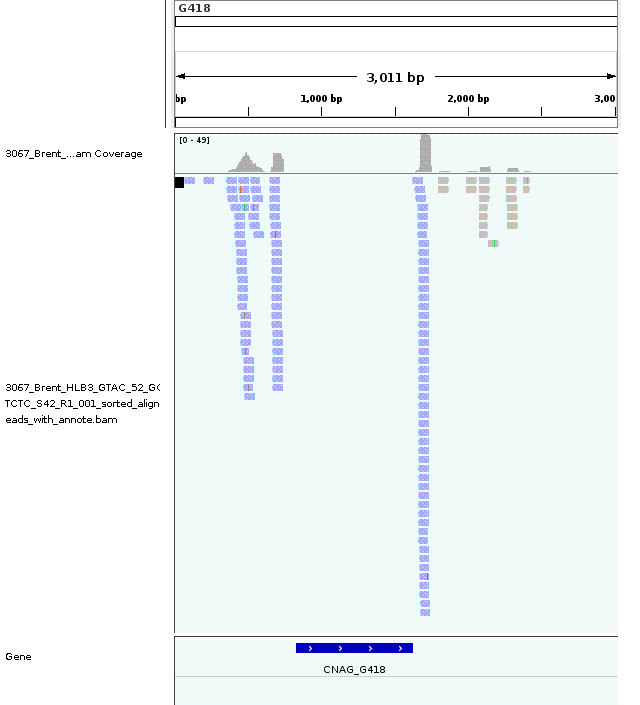 G418
3,011 bp
bp 1,000 bp 2,000 bp 3,00
[0 - 49]
3067_Brent_...am Coverage
3067_Brent_HLB3_GTAC_52_GC
TCTC_S42_R1_001_sorted_align
eads_with_annote.bam
Gene
CNAG_G418